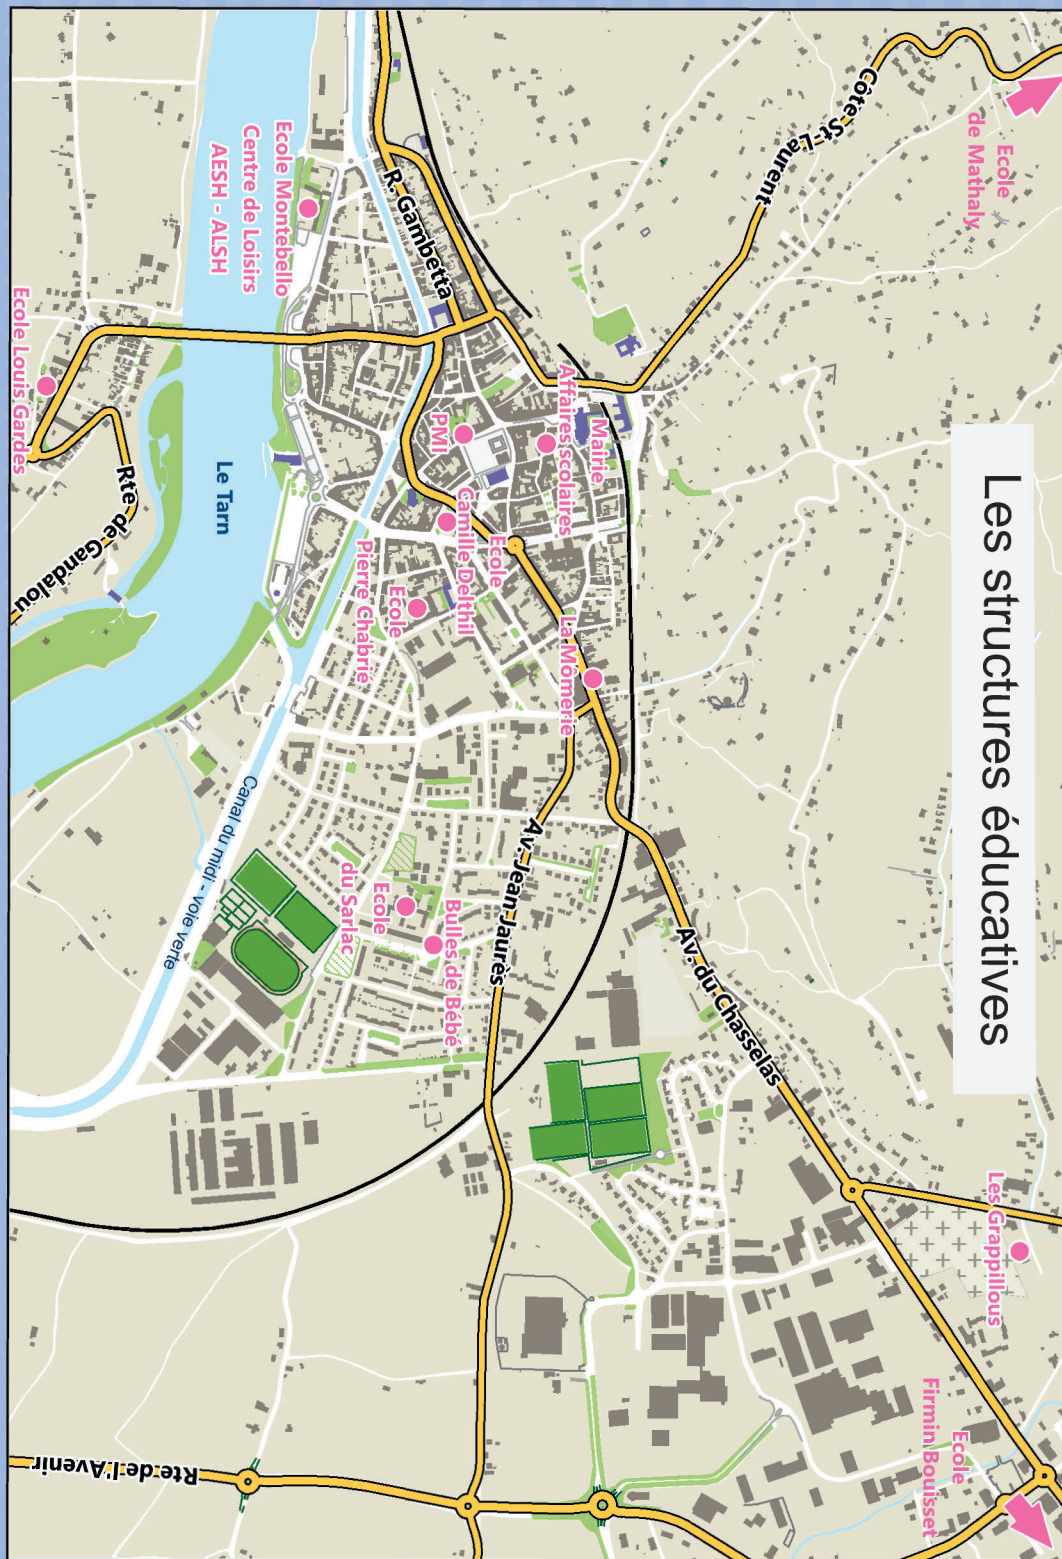 Les structures éducatives
Ecole
de Mathaly
Côte St-Laurent
R. Gambetta
Ecole Montebello
Centre de Loisirs
AESH - ALSH
Ecole Louis Gardes
Rte de Gandalou
Le Tarn
Mairie
Affaires scolaires
PMI
Ecole
Camille Delthil
Ecole
Pierre Chabrié
La Mômerie
Canal du midi - voie verte
Av. Jean Jaurès
Ecole
du Sarlac
Bulles de Bébé
Av. du Chasselas
Les Grappillous
Ecole
Firmin Bouisset
Rte de l'Avenir